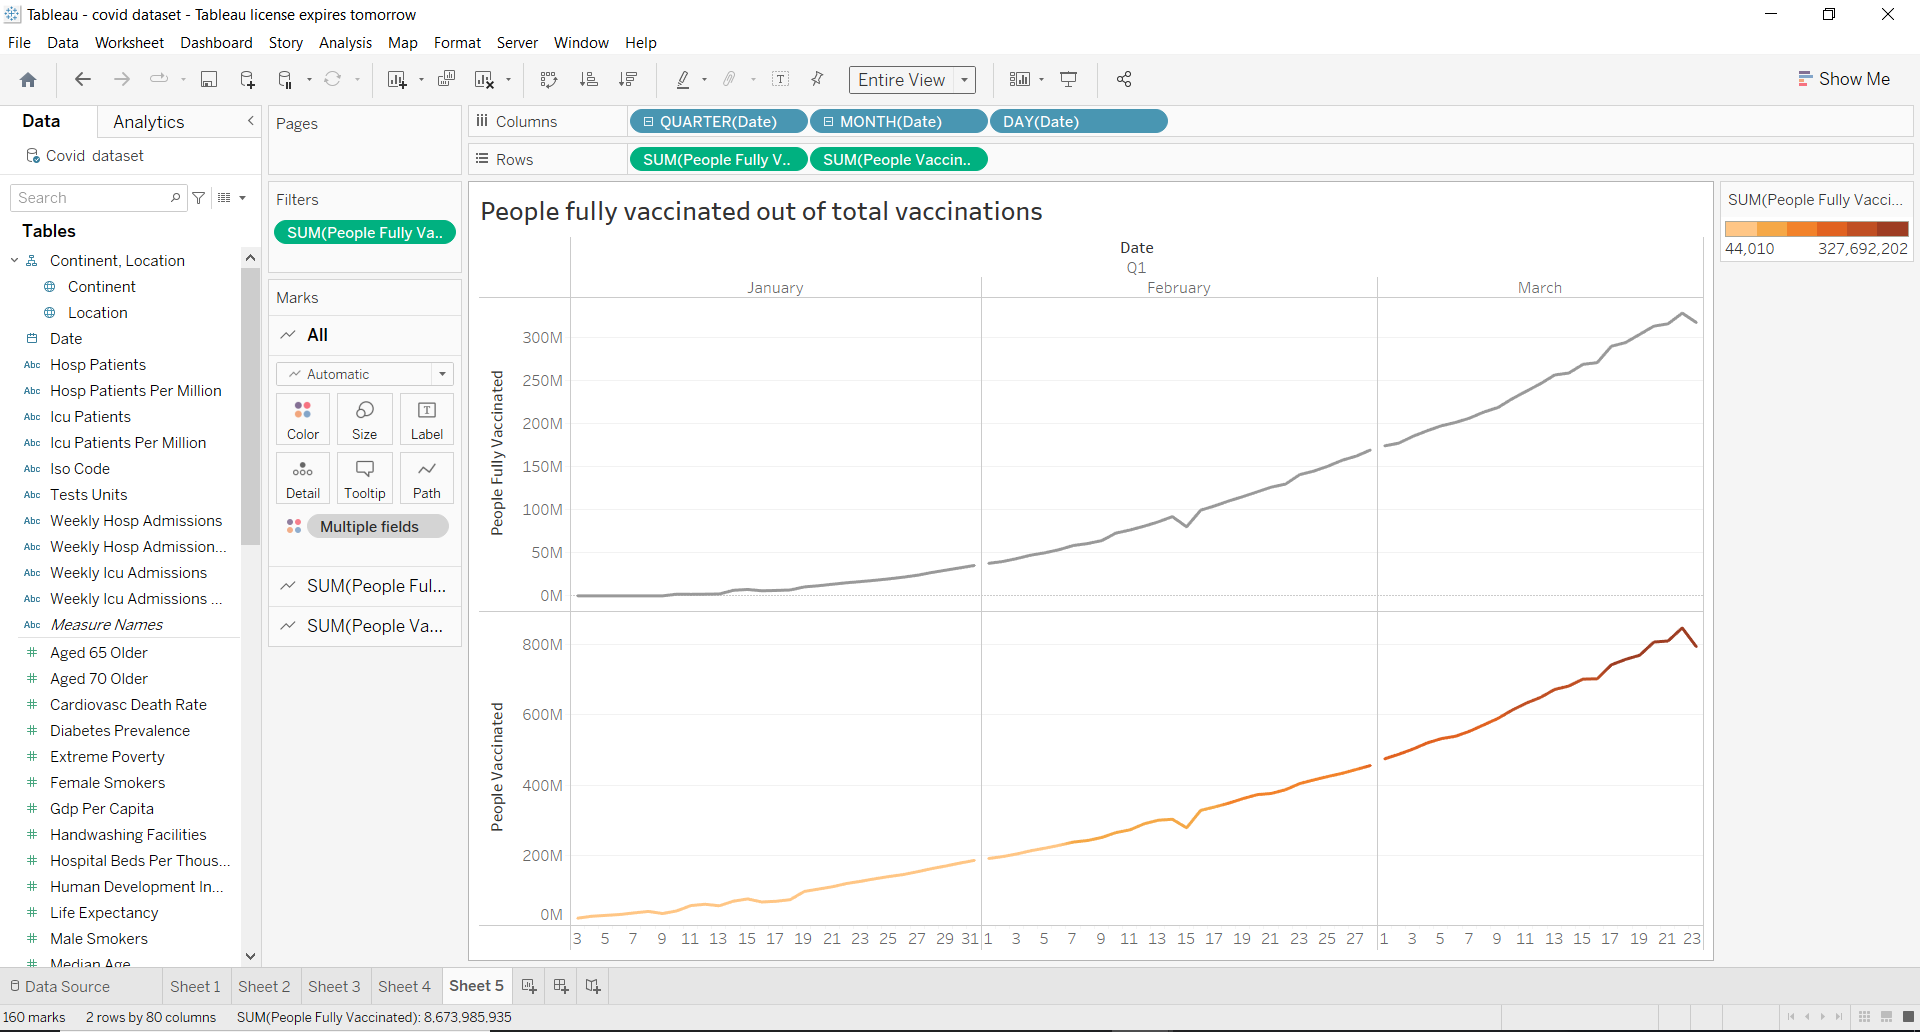 Tableau - covid dataset - Tableau license expires tomorrow
File Data Worksheet Dashboard Story Analysis Map Format Server Window Help
Entire View
Show Me
Data
Analytics
Covid dataset
Search
Tables
Continent, Location
Continent
Location
Date
Abc Hosp Patients
Abc Hosp Patients Per Million
Abc Icu Patients
Abc Icu Patients Per Million
Abc Iso Code
Abc Tests Units
Abc Weekly Hosp Admissions
Abc Weekly Hosp Admission...
Abc Weekly Icu Admissions
Abc Weekly Icu Admissions ...
Abc Measure Names
# Aged 65 Older
# Aged 70 Older
# Cardiovasc Death Rate
# Diabetes Prevalence
# Extreme Poverty
# Female Smokers
# Gdp Per Capita
# Handwashing Facilities
# Hospital Beds Per Thous...
# Human Development In...
# Life Expectancy
# Male Smokers
# Median Age
Pages
Filters
SUM(People Fully Va..
Marks
All
Automatic
Color Size Label
Detail Tooltip Path
Multiple fields
SUM(People Ful...
SUM(People Va...
Columns QUARTER(Date) MONTH(Date) DAY(Date)
Rows SUM(People Fully V.. SUM(People Vaccin..
People fully vaccinated out of total vaccinations
Date
Q1
January February March
People Fully Vaccinated
300M
250M
200M
150M
100M
50M
0M
People Vaccinated
800M
600M
400M
200M
0M
3 5 7 9 11 13 15 17 19 21 23 25 27 29 31 1 3 5 7 9 11 13 15 17 19 21 23 25 27 1 3 5 7 9 11 13 15 17 19 21 23
SUM(People Fully Vacci...
44,010 327,692,202
Data Source Sheet 1 Sheet 2 Sheet 3 Sheet 4 Sheet 5
160 marks 2 rows by 80 columns SUM(People Fully Vaccinated): 8,673,985,935